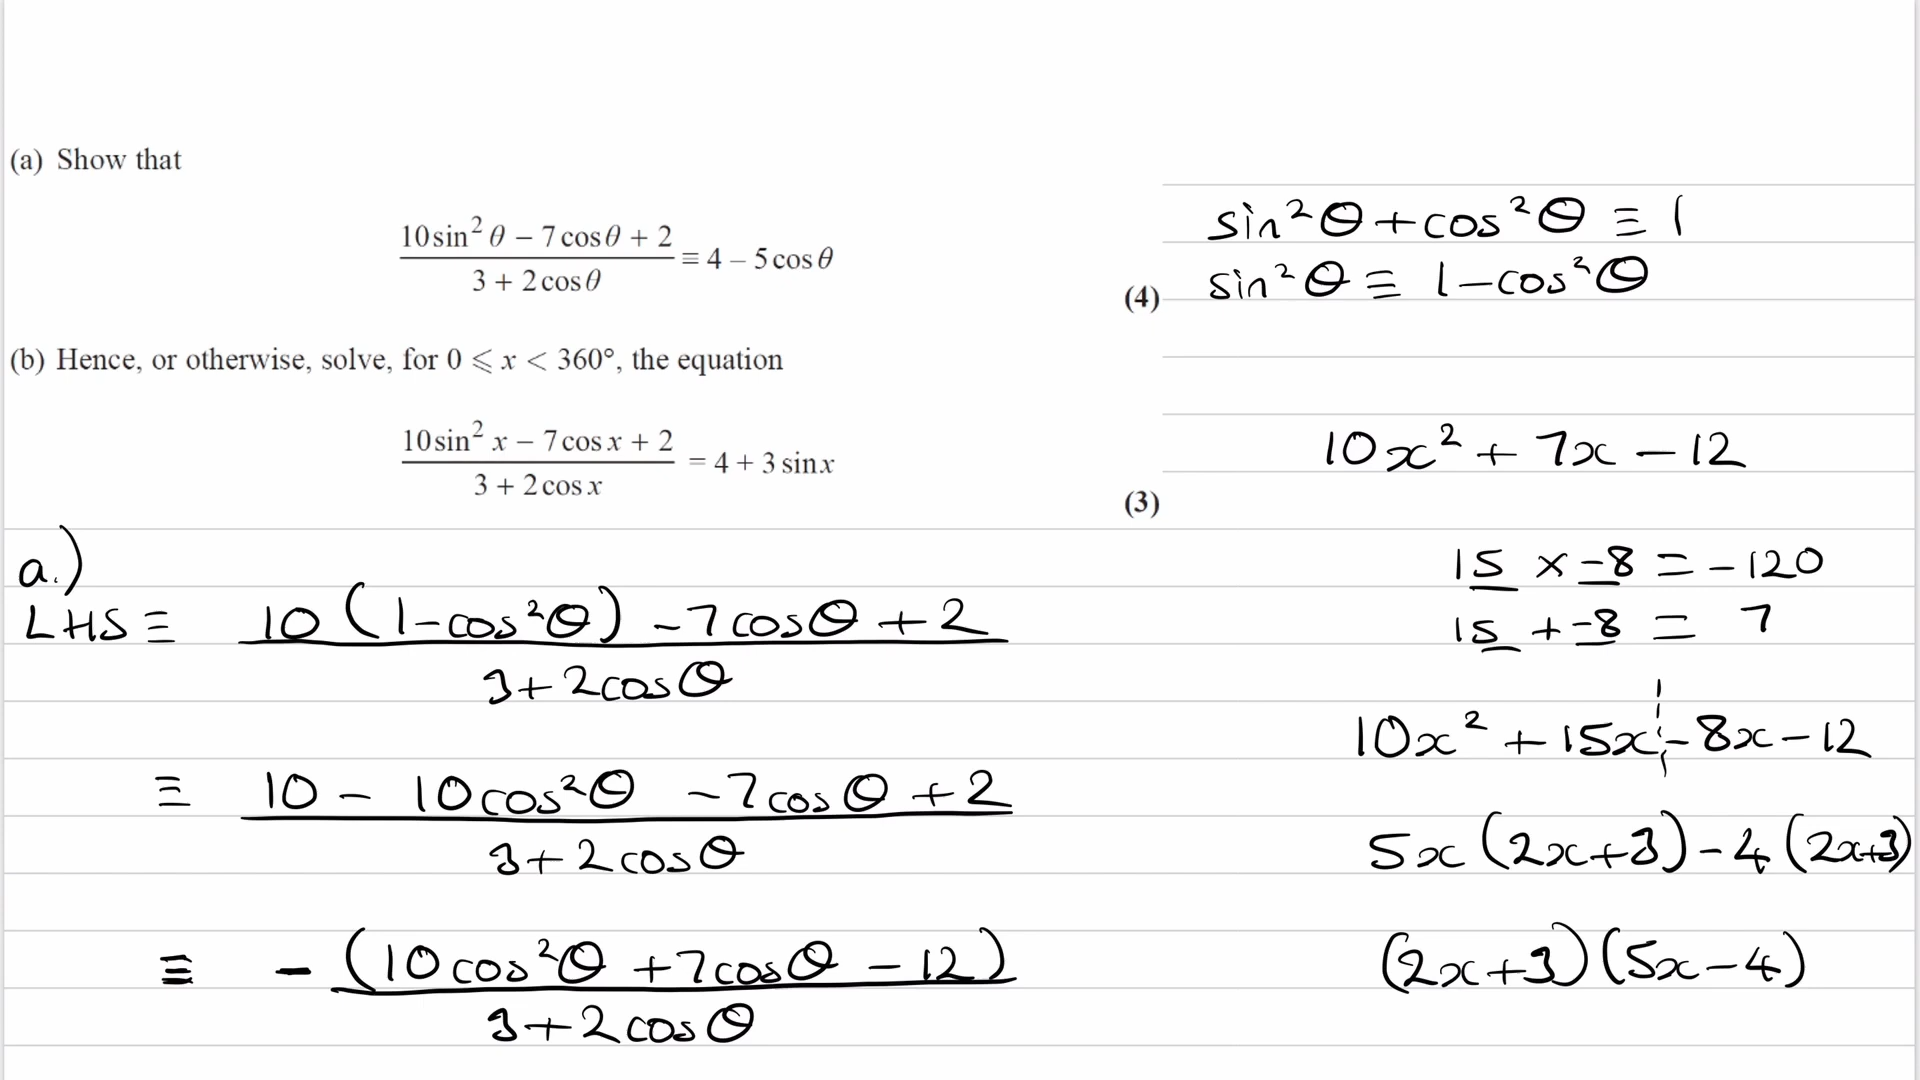 (a) Show that
10sin² θ – 7cosθ + 2
3 + 2cosθ
≡ 4 – 5cosθ
(4)
(b) Hence, or otherwise, solve, for 0 ⩽ x < 360°, the equation
10sin² x – 7cosx + 2
3 + 2cosx
= 4 + 3sinx
(3)
sin²θ + cos²θ ≡ 1
sin²θ ≡ 1 – cos²θ
10x² + 7x – 12
15 × –8 = –120
15 + –8 = 7
10x² + 15x – 8x – 12
5x(2x+3) – 4(2x+3)
(2x+3)(5x–4)
a.)
LHS ≡ 10(1–cos²θ) – 7cosθ + 2
3+2cosθ
≡ 10 – 10cos²θ – 7cosθ + 2
3+2cosθ
≡ –(10cos²θ + 7cosθ – 12)
3+2cosθ